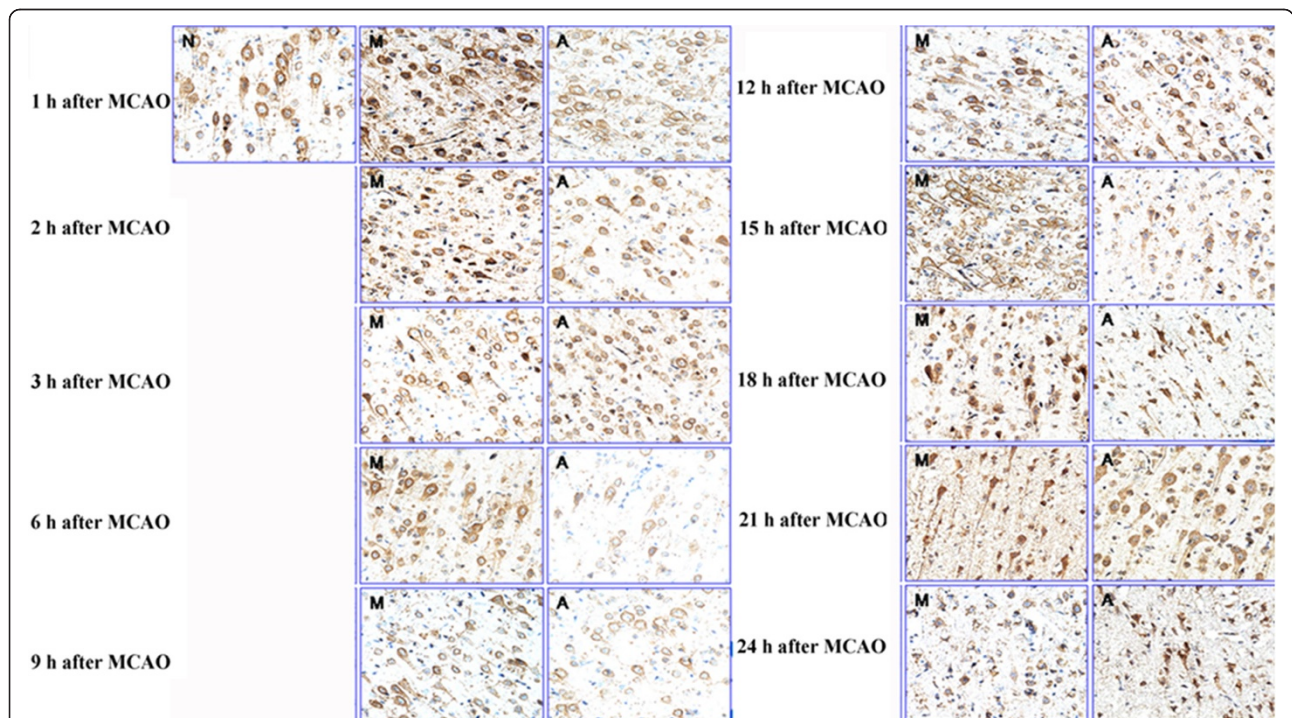 1 h after MCAO N M A
12 h after MCAO M A
2 h after MCAO M A
15 h after MCAO M A
3 h after MCAO M A
18 h after MCAO M A
6 h after MCAO M A
21 h after MCAO M A
9 h after MCAO M A
24 h after MCAO M A